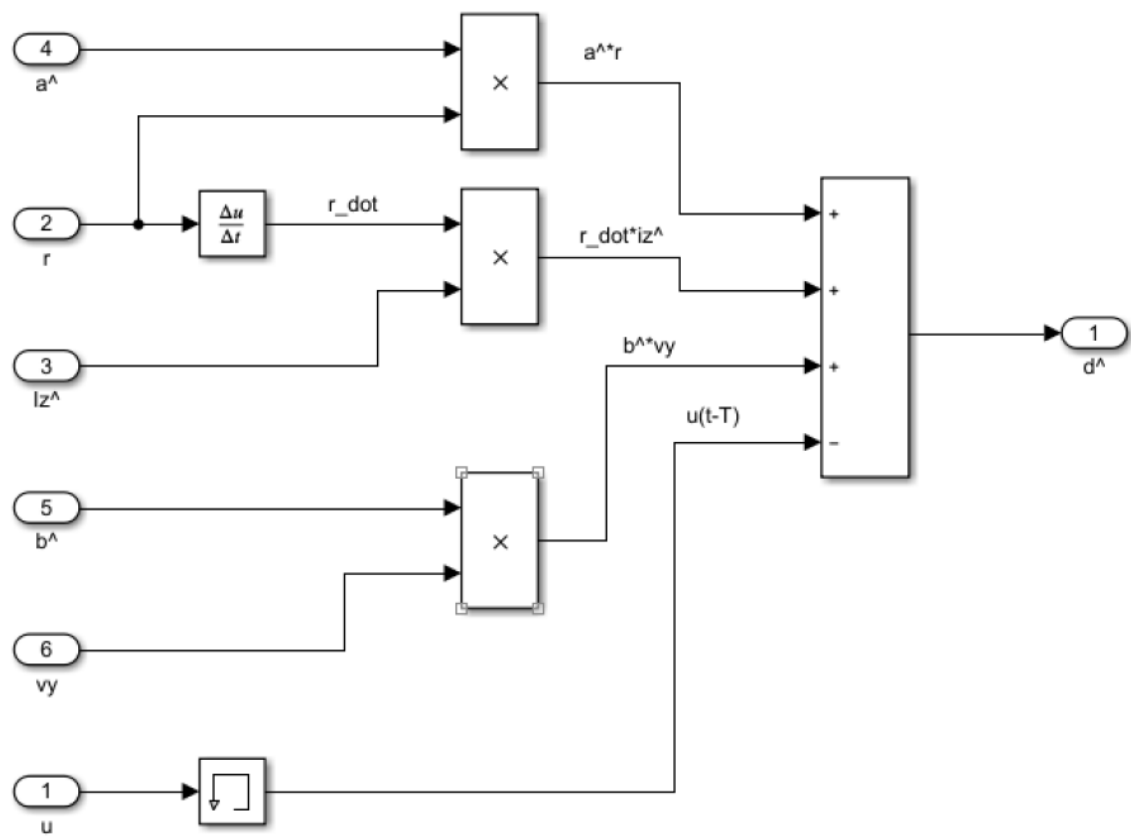 4
a^
×
a^*r
2
r
Δu
Δt
r_dot
×
r_dot*iz^
+
+
+
−
1
d^
3
Iz^
b^*vy
u(t-T)
5
b^
×
6
vy
1
u